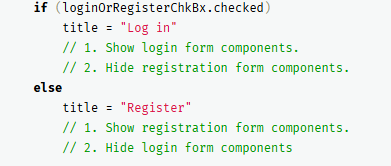 if (loginOrRegisterChkBx.checked)
title = "Log in"
// 1. Show login form components.
// 2. Hide registration form components.
else
title = "Register"
// 1. Show registration form components.
// 2. Hide login form components